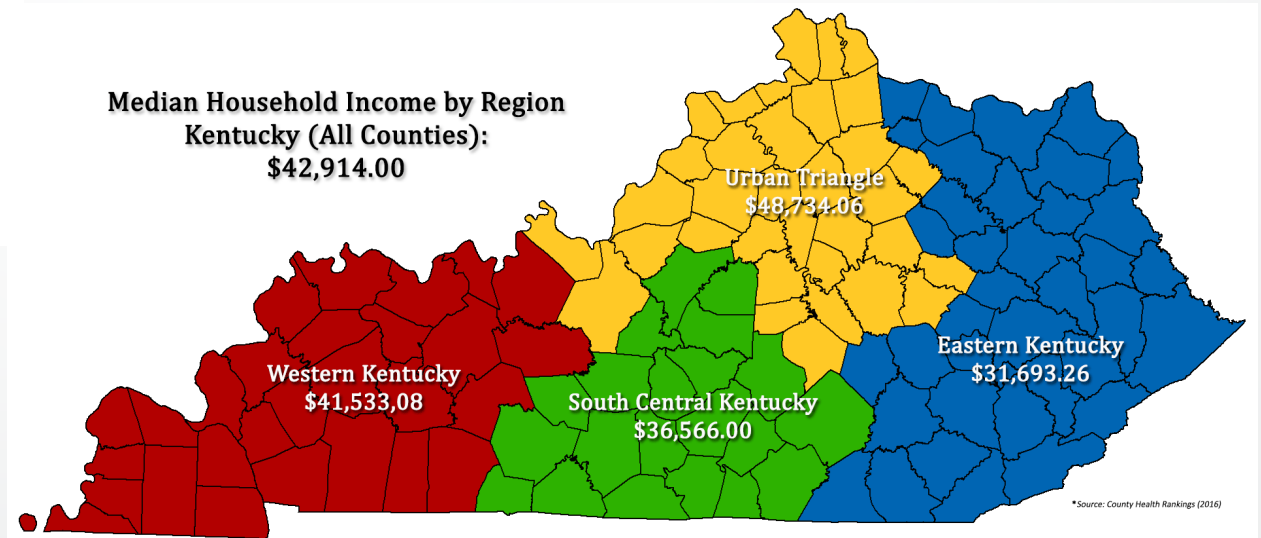 Median Household Income by Region
Kentucky (All Counties):
$42,914.00
Urban Triangle
$48,734.06
Eastern Kentucky
$31,693.26
Western Kentucky
$41,533,08
South Central Kentucky
$36,566.00
*Source: County Health Rankings (2016)